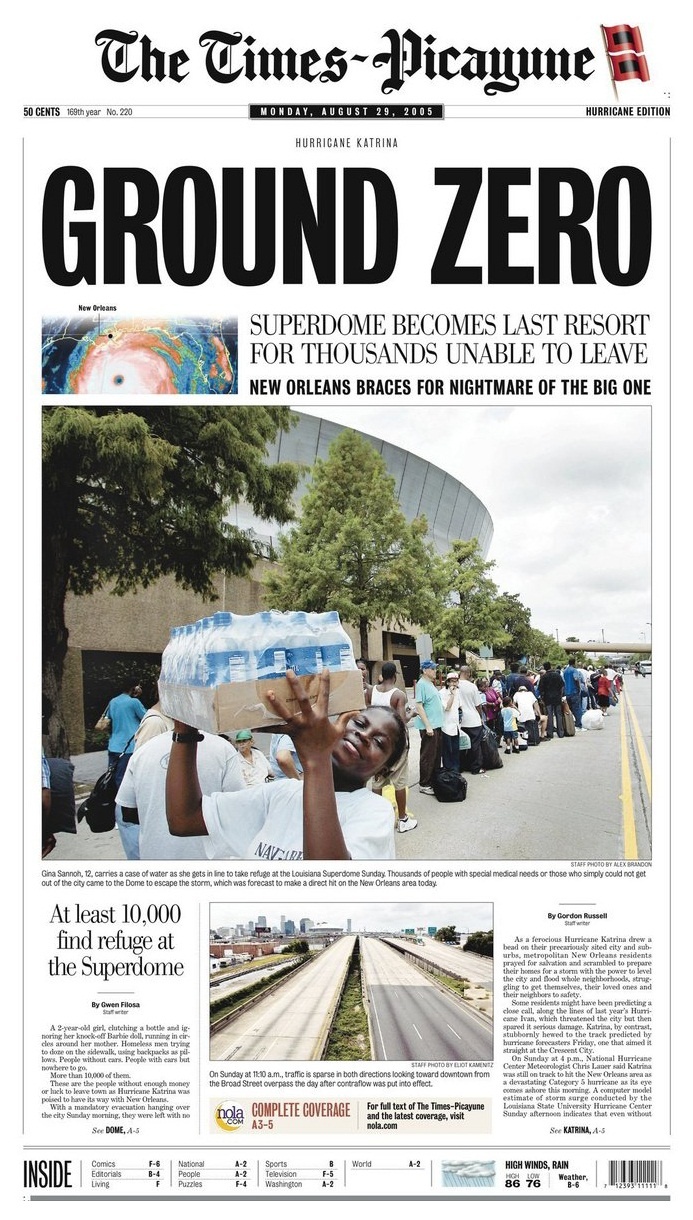 The Times-Picayune
50 CENTS 169th year No. 220
MONDAY, AUGUST 29, 2005
HURRICANE EDITION
HURRICANE KATRINA
GROUND ZERO
New Orleans
SUPERDOME BECOMES LAST RESORT
FOR THOUSANDS UNABLE TO LEAVE
NEW ORLEANS BRACES FOR NIGHTMARE OF THE BIG ONE
STAFF PHOTO BY ALEX BRANDON
Gina Sannoh, 12, carries a case of water as she gets in line to take refuge at the Louisiana Superdome Sunday. Thousands of people with special medical needs or those who simply could not get
out of the city came to the Dome to escape the storm, which was forecast to make a direct hit on the New Orleans area today.
At least 10,000
find refuge at
the Superdome
By Gwen Filosa
Staff writer
A 2-year-old girl, clutching a bottle and ig-
noring her knock-off Barbie doll, running in cir-
cles around her mother. Homeless men trying
to doze on the sidewalk, using backpacks as pil-
lows. People without cars. People with cars but
nowhere to go.
More than 10,000 of them.
These are the people without enough money
or luck to leave town as Hurricane Katrina was
poised to have its way with New Orleans.
With a mandatory evacuation hanging over
the city Sunday morning, they were left with no
See DOME, A-5
STAFF PHOTO BY ELIOT KAMENITZ
On Sunday at 11:10 a.m., traffic is sparse in both directions looking toward downtown from
the Broad Street overpass the day after contraflow was put into effect.
nola
.COM
COMPLETE COVERAGE
A3-5
For full text of The Times-Picayune
and the latest coverage, visit
nola.com
By Gordon Russell
Staff writer
As a ferocious Hurricane Katrina drew a
bead on their precariously sited city and sub-
urbs, metropolitan New Orleans residents
prayed for salvation and scrambled to prepare
their homes for a storm with the power to level
the city and flood whole neighborhoods, strug-
gling to get themselves, their loved ones and
their neighbors to safety.
Some residents might have been predicting a
close call, along the lines of last year's Hurri-
cane Ivan, which threatened the city but then
spared it serious damage. Katrina, by contrast,
stubbornly hewed to the track predicted by
hurricane forecasters Friday, one that aimed it
straight at the Crescent City.
On Sunday at 4 p.m., National Hurricane
Center Meteorologist Chris Lauer said Katrina
was still on track to hit the New Orleans area as
a devastating Category 5 hurricane as its eye
comes ashore this morning. A computer model
estimate of storm surge conducted by the
Louisiana State University Hurricane Center
Sunday afternoon indicates that even without
See KATRINA, A-5
INSIDE
Comics F-6
Editorials B-4
Living F
National A-2
People A-2
Puzzles F-4
Sports B
Television F-5
Washington A-2
World A-2
HIGH WINDS, RAIN
HIGH LOW
86 76
Weather,
B-6
7 12393 11111 8